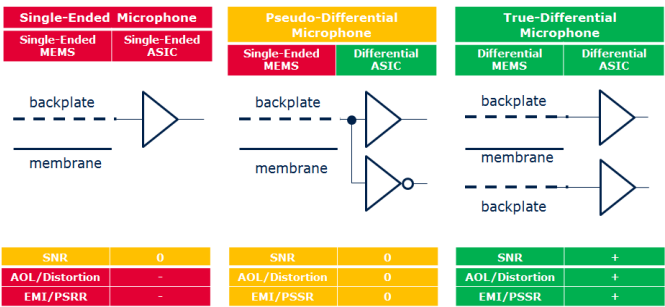 Single-Ended Microphone
Single-Ended MEMS
Single-Ended ASIC
backplate
membrane
SNR 0
AOL/Distortion -
EMI/PSRR -
Pseudo-Differential
Microphone
Single-Ended MEMS
Differential ASIC
backplate
membrane
SNR 0
AOL/Distortion 0
EMI/PSSR 0
True-Differential
Microphone
Differential MEMS
Differential ASIC
backplate
membrane
backplate
SNR +
AOL/Distortion +
EMI/PSRR +